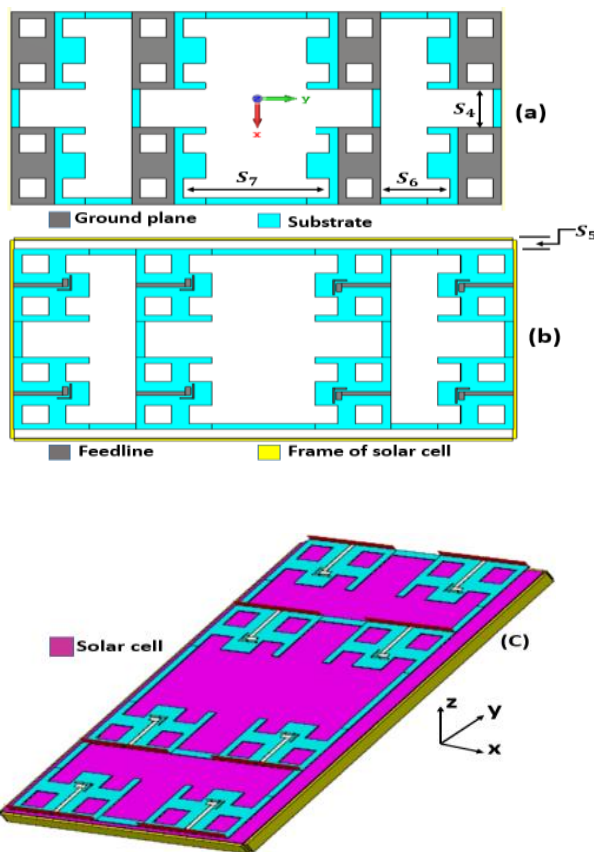 y
x
S4
(a)
S7
S6
Ground plane
Substrate
S5
(b)
Feedline
Frame of solar cell
Solar cell
(C)
z
y
x